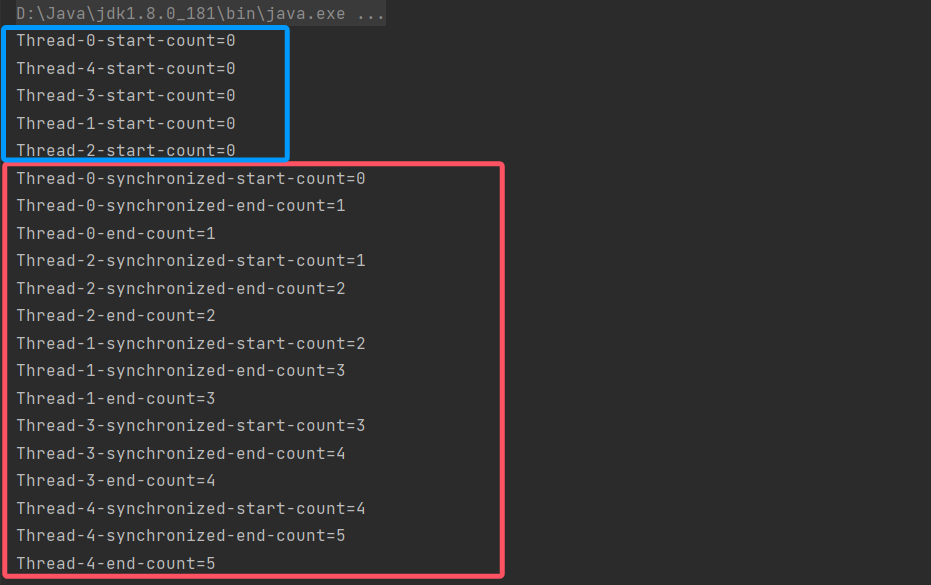 D:\Java\jdk1.8.0_181\bin\java.exe ...
Thread-0-start-count=0
Thread-4-start-count=0
Thread-3-start-count=0
Thread-1-start-count=0
Thread-2-start-count=0
Thread-0-synchronized-start-count=0
Thread-0-synchronized-end-count=1
Thread-0-end-count=1
Thread-2-synchronized-start-count=1
Thread-2-synchronized-end-count=2
Thread-2-end-count=2
Thread-1-synchronized-start-count=2
Thread-1-synchronized-end-count=3
Thread-1-end-count=3
Thread-3-synchronized-start-count=3
Thread-3-synchronized-end-count=4
Thread-3-end-count=4
Thread-4-synchronized-start-count=4
Thread-4-synchronized-end-count=5
Thread-4-end-count=5